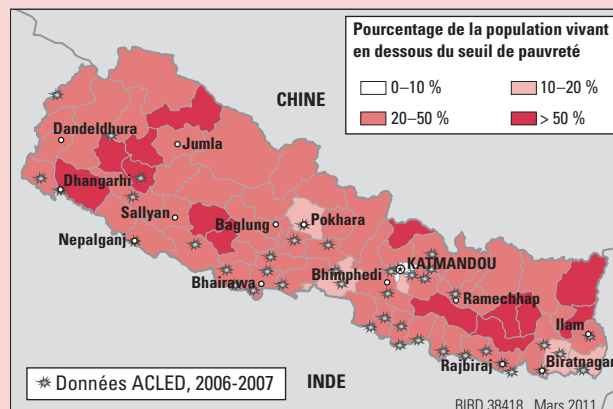 Pourcentage de la population vivant
en dessous du seuil de pauvreté
0–10 %
10–20 %
20–50 %
> 50 %
CHINE
Dandeldhura
Jumla
Dhangarhi
Sallyan
Baglung
Pokhara
Nepalganj
KATMANDOU
Bhimphedi
Bhairawa
Ramechhap
Ilam
Biratnagar
Rajbiraj
Données ACLED, 2006-2007
INDE
BIRD 38418 Mars 2011